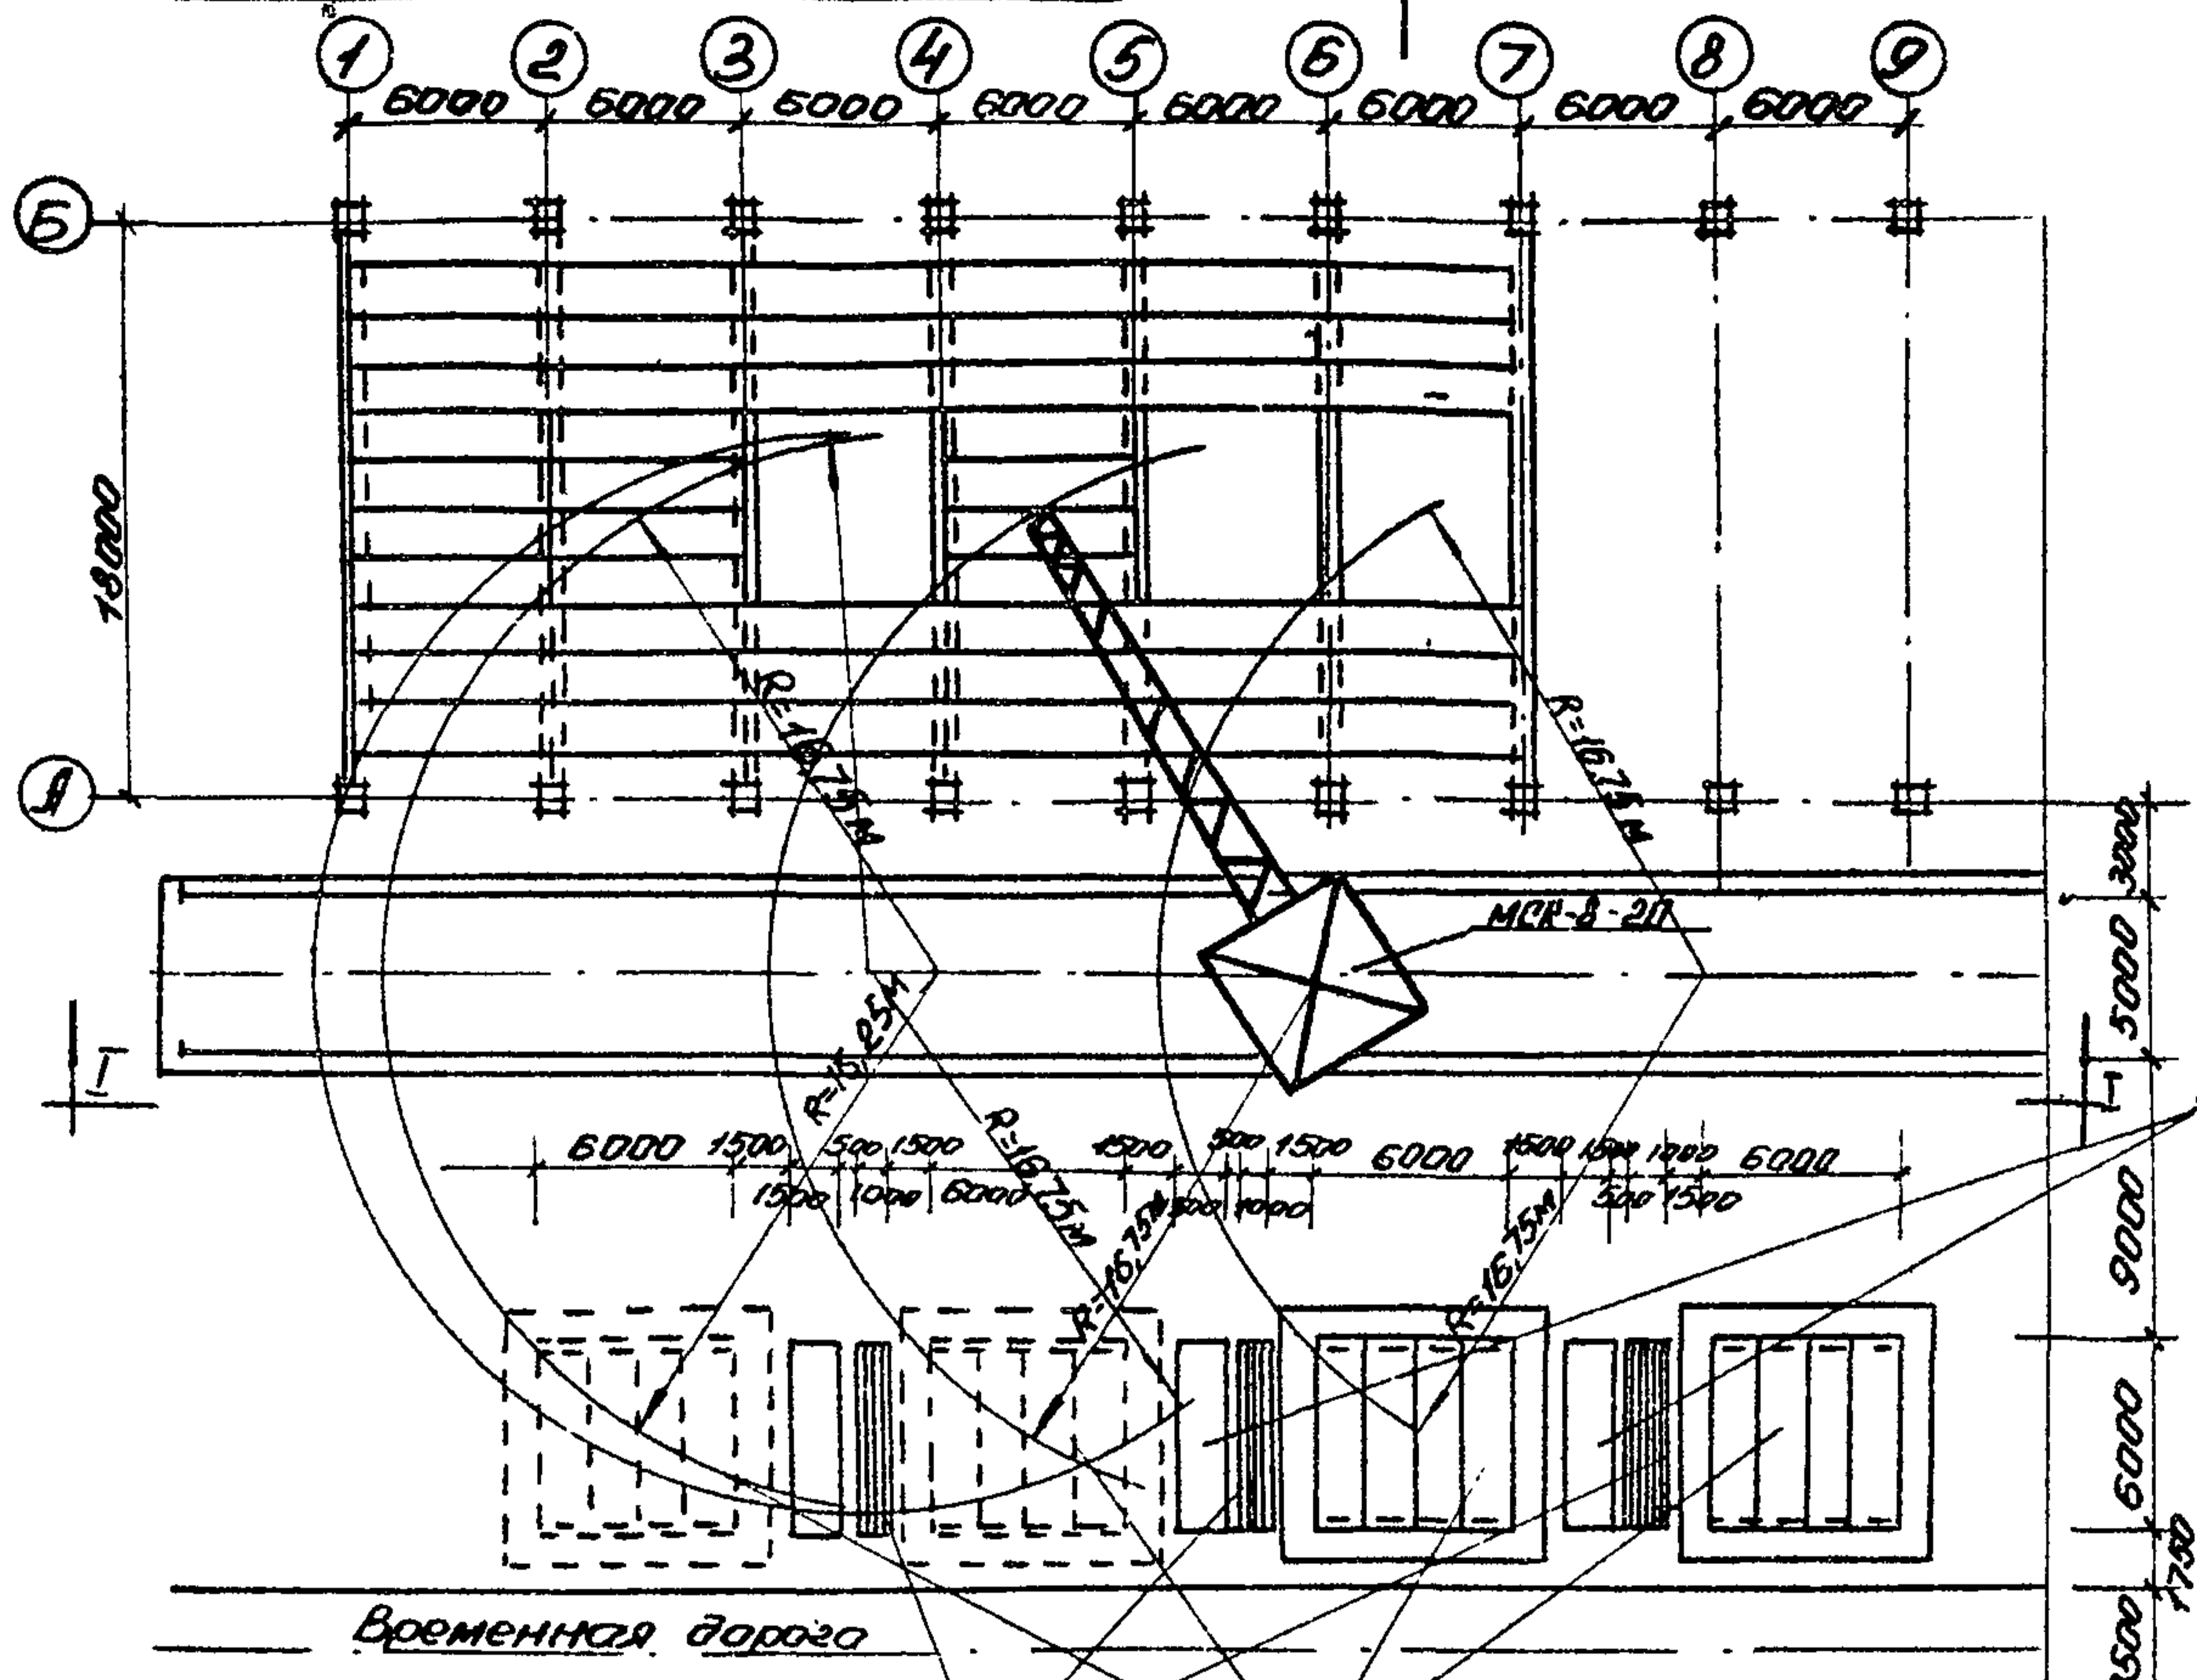 1 2 3 4 5 6 7 8 9
6000 6000 6000 6000 6000 6000 6000 6000
Б
18000
А
R=16,75м
R=16,75м
3000
МСК-8-20
5000
R=15,25м
I I
R=16,75м
6000 1500 500 1500 1500 500 1500 6000 1500 1500 1000 6000
1500 1000 6000 1500 1000 500 1500
R=16,75м
R=16,75м
9000
6000
1750
Временная дорога
3500